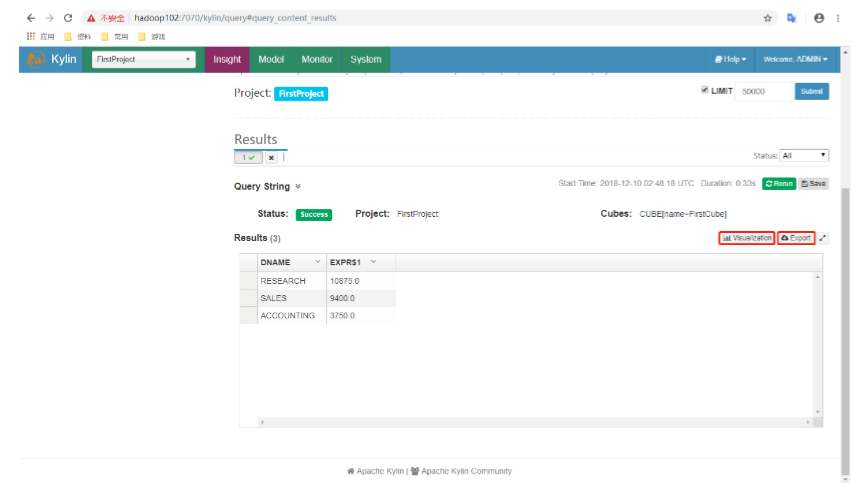 不安全 | hadoop102:7070/kylin/query#query_content_results
应用 资料 常用 游戏
Kylin FirstProject Insight Model Monitor System Help Welcome, ADMIN
Project: FirstProject LIMIT 50000 Submit
Results
1
Status: All
Query String Start Time: 2018-12-10 02:48:18 UTC Duration: 0.33s Rerun Save
Status: Success Project: FirstProject Cubes: CUBE[name=FirstCube]
Results (3) Visualization Export
DNAME EXPR$1
RESEARCH 10875.0
SALES 9400.0
ACCOUNTING 3750.0
Apache Kylin | Apache Kylin Community